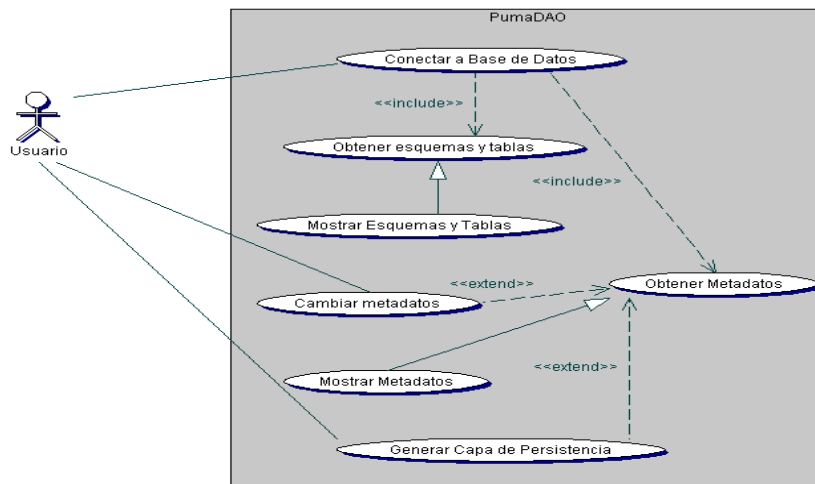 PumaDAO
Conectar a Base de Datos
<<include>>
Usuario
Obtener esquemas y tablas
<<include>>
Mostrar Esquemas y Tablas
<<extend>>
Obtener Metadatos
Cambiar metadatos
<<extend>>
Mostrar Metadatos
Generar Capa de Persistencia